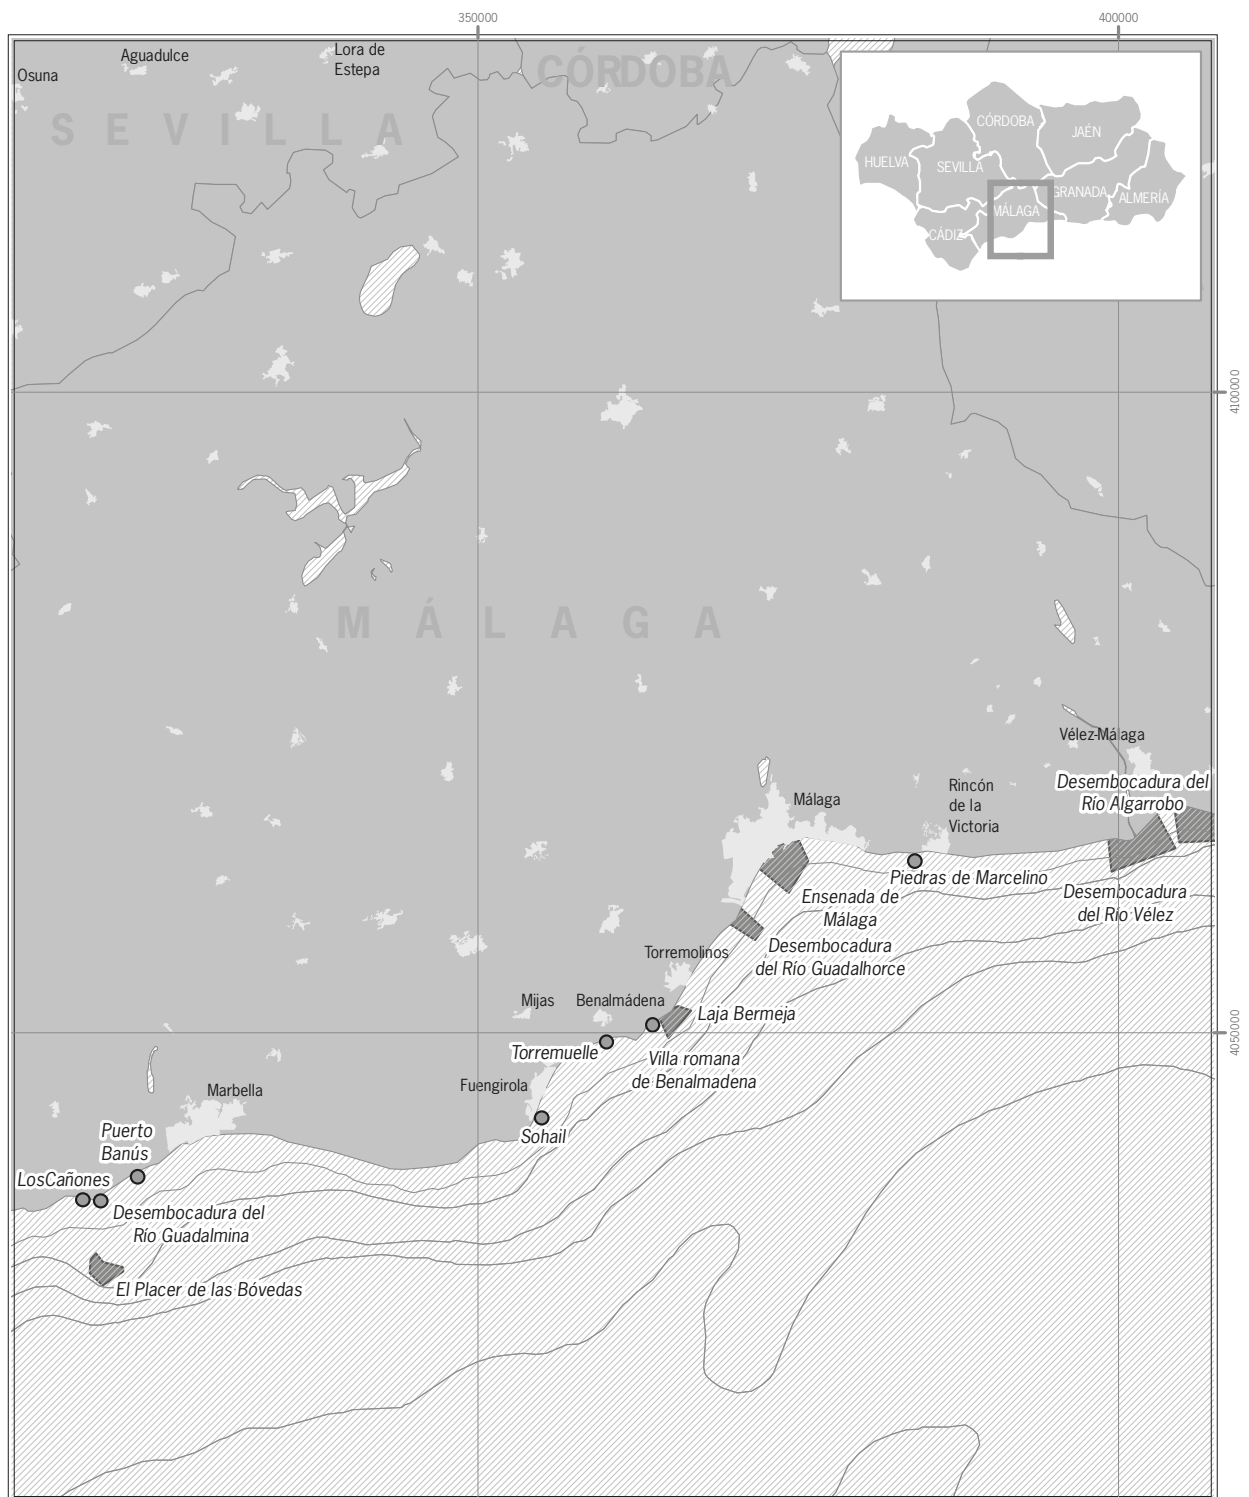 350000
400000
Aguadulce
Lora de
Estepa
Osuna
CÓRDOBA
SEVILLA
CÓRDOBA
JAÉN
HUELVA
SEVILLA
GRANADA
ALMERÍA
MÁLAGA
CÁDIZ
4100000
MÁLAGA
Vélez-Málaga
Desembocadura del
Río Algarrobo
Rincón
de la
Victoria
Málaga
Piedras de Marcelino
Ensenada de
Málaga
Desembocadura
del Río Vélez
Desembocadura
del Río Guadalhorce
Torremolinos
Mijas
Benalmádena
Laja Bermeja
4050000
Torremuelle
Villa romana
de Benalmadena
Fuengirola
Marbella
Sohail
Puerto
Banús
LosCañones
Desembocadura del
Río Guadalmina
El Placer de las Bóvedas